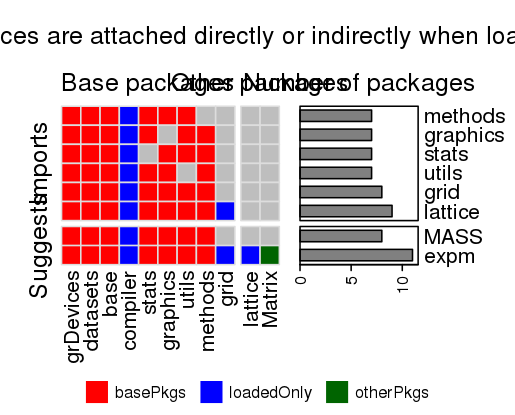 ces are attached directly or indirectly when loa
Base packages Other packages Number of packages
Imports
Suggests
methods
graphics
stats
utils
grid
lattice
MASS
expm
0 5 10
grDevices
datasets
base
compiler
stats
graphics
utils
methods
grid
lattice
Matrix
basePkgs loadedOnly otherPkgs